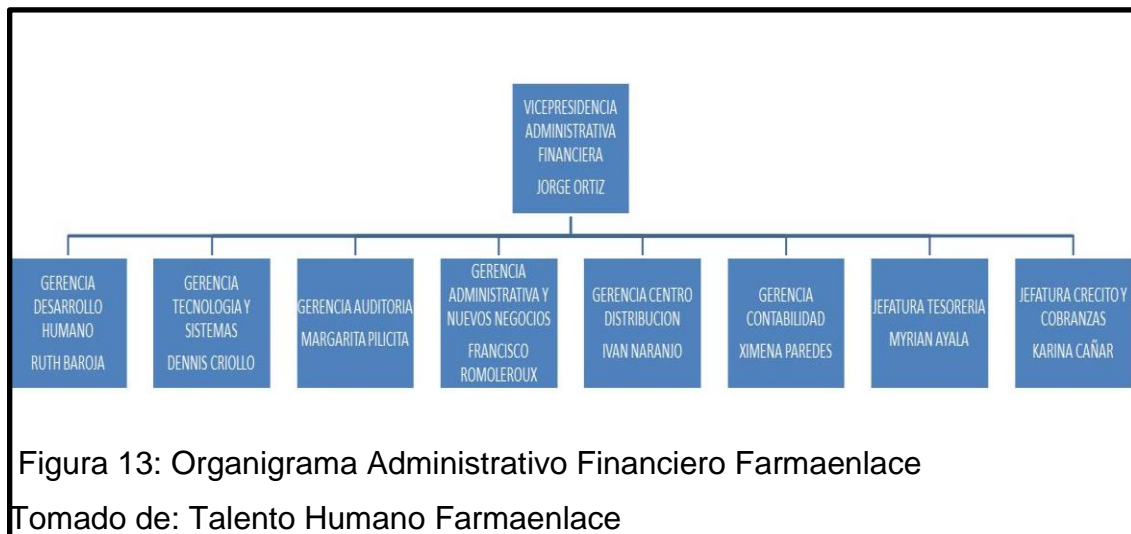 VICEPRESIDENCIA
ADMINISTRATIVA
FINANCIERA
JORGE ORTIZ
GERENCIA
DESARROLLO
HUMANO
RUTH BAROJA
GERENCIA
TECNOLOGIA Y
SISTEMAS
DENNIS CRIOLLO
GERENCIA AUDITORIA
MARGARITA PILICITA
GERENCIA
ADMINISTRATIVA Y
NUEVOS NEGOCIOS
FRANCISCO
ROMOLEROUX
GERENCIA CENTRO
DISTRIBUCION
IVAN NARANJO
GERENCIA
CONTABILIDAD
XIMENA PAREDES
JEFATURA TESORERIA
MYRIAN AYALA
JEFATURA CRECITO Y
COBRANZAS
KARINA CAÑAR
Figura 13: Organigrama Administrativo Financiero Farmaenlace
Tomado de: Talento Humano Farmaenlace